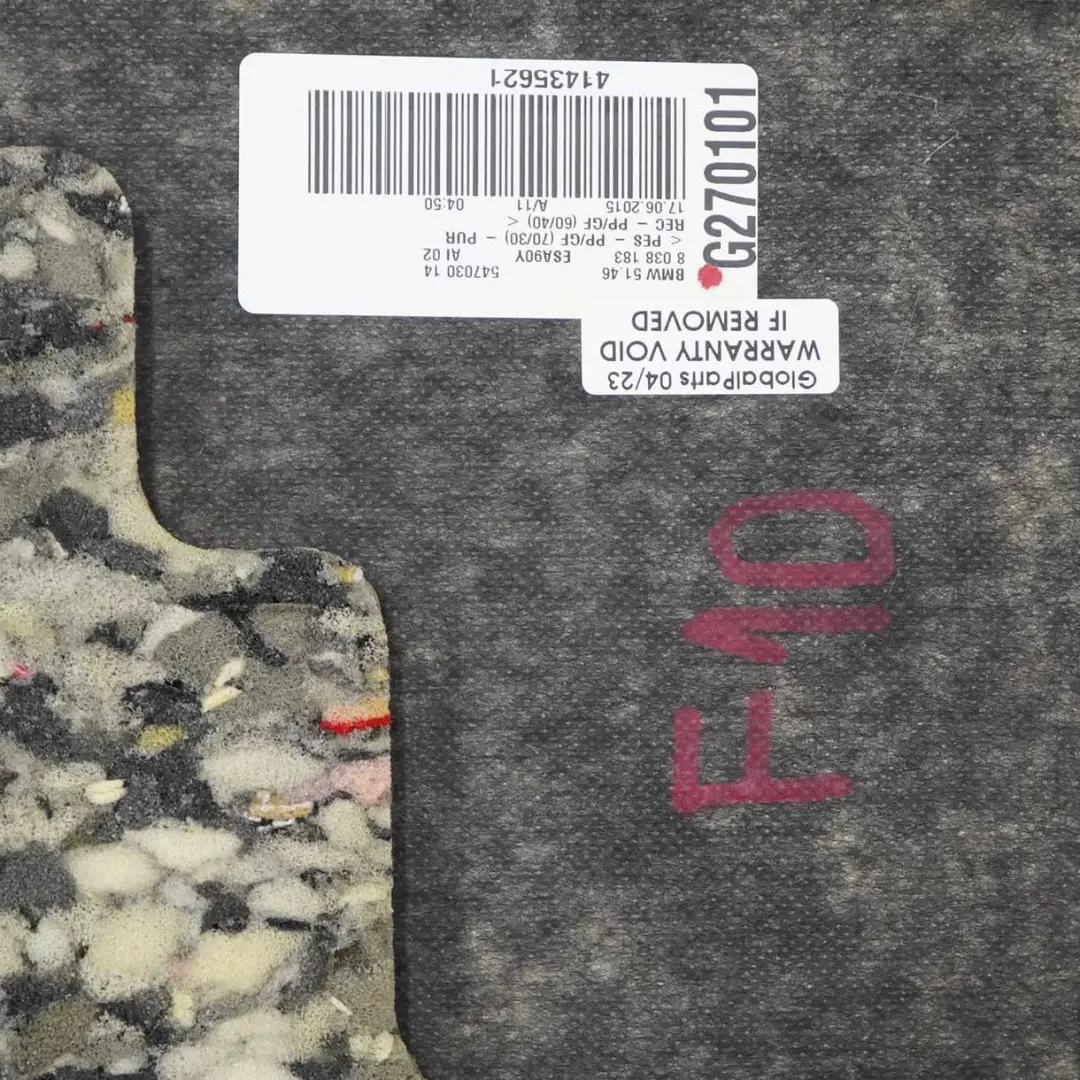 BMW 51.46 547030 14
8 038 183 ESA90Y AI 02
< PES - PP/GF (70/30) - PUR
REC - PP/GF (60/40) <
17.06.2015 A/11 04:50
41435621
G270101
GlobalParts 04/23
WARRANTY VOID
IF REMOVED
F10